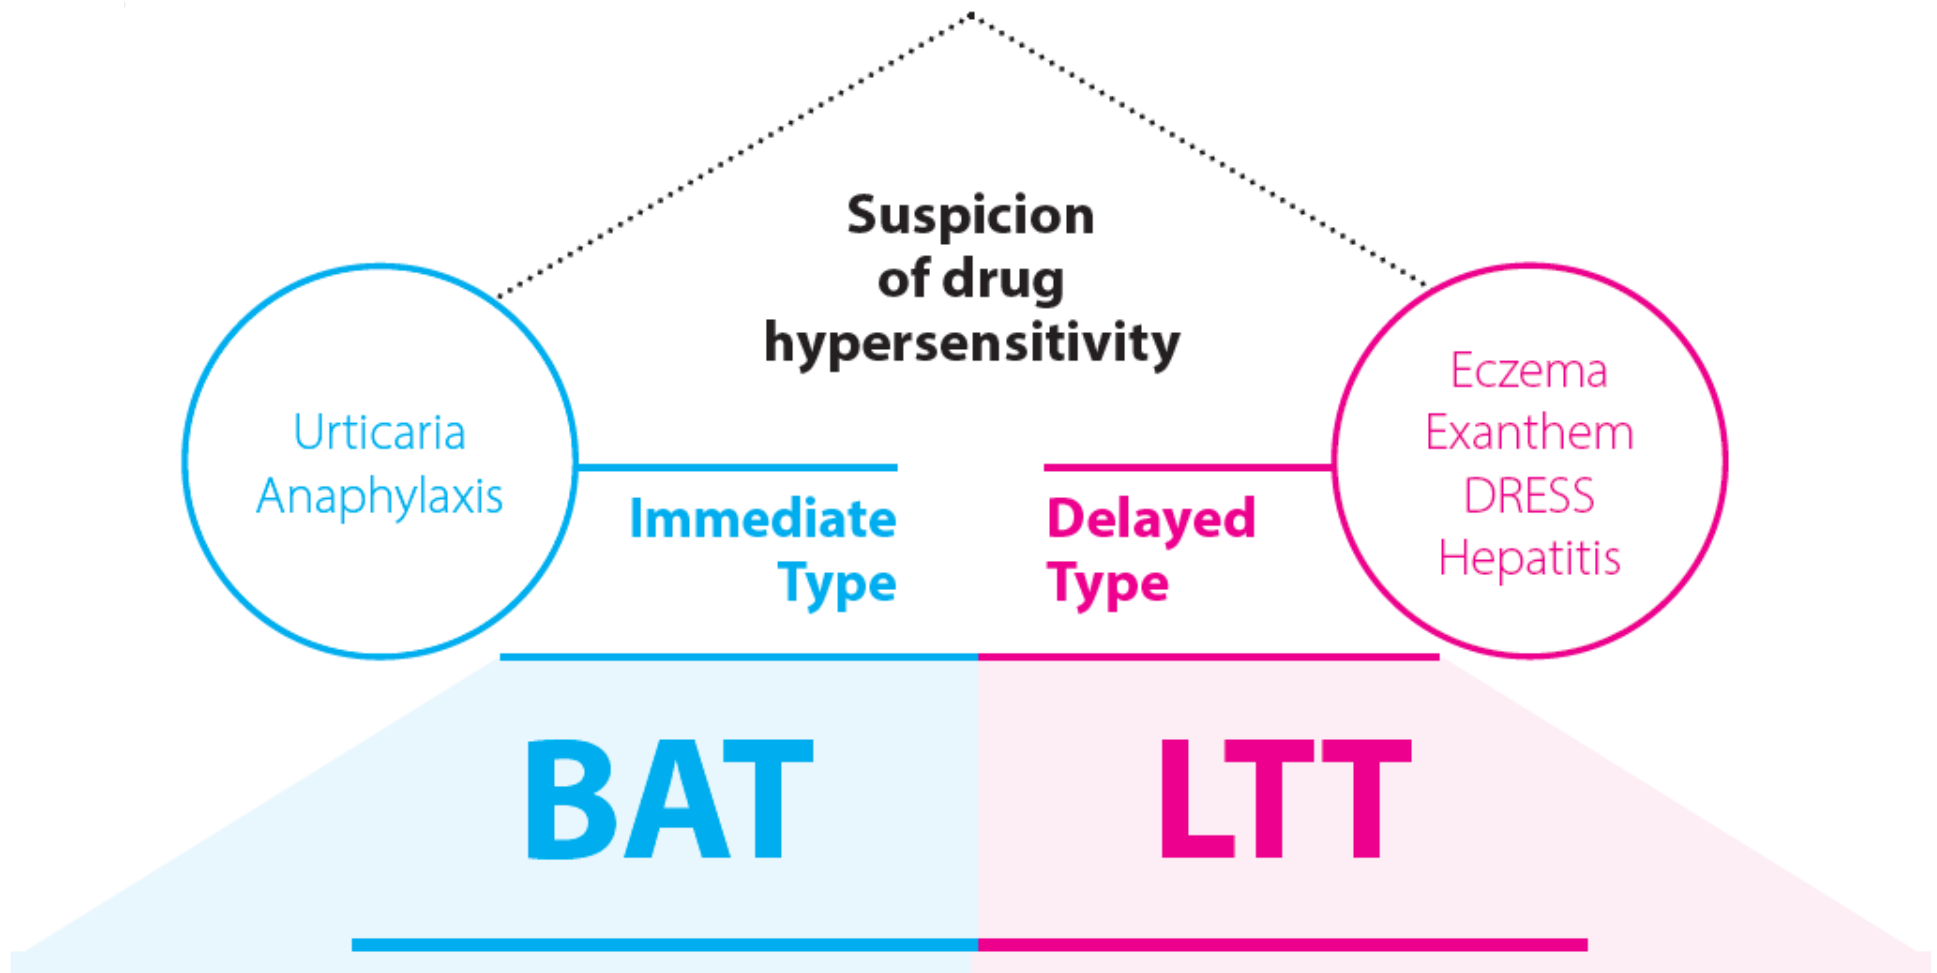 Suspicion
of drug
hypersensitivity
Urticaria
Anaphylaxis
Immediate
Type
Delayed
Type
Eczema
Exanthem
DRESS
Hepatitis
BAT
LTT